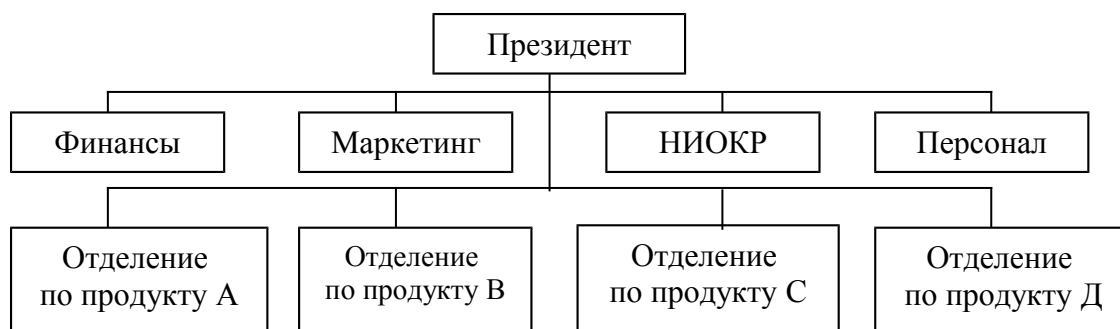 Президент
Финансы
Маркетинг
НИОКР
Персонал
Отделение
по продукту А
Отделение
по продукту В
Отделение
по продукту С
Отделение
по продукту Д